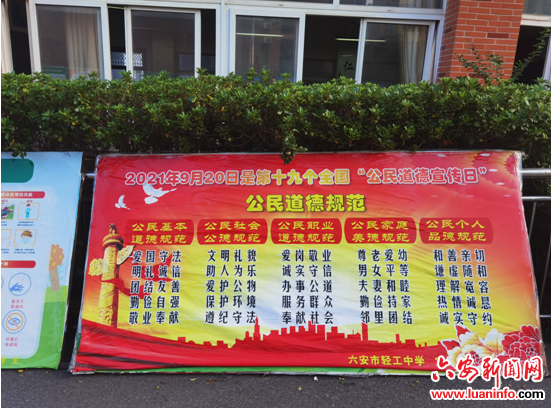 2021年9月20日是第十九个全国“公民道德宣传日”
公民道德规范
公民基本
道德规范
爱国守法
明礼诚信
团结友善
勤俭自强
敬业奉献
公民社会
公德规范
文明礼貌
助人为乐
爱护公物
保护环境
遵纪守法
公民职业
道德规范
爱岗敬业
诚实守信
办事公道
服务群众
奉献社会
公民家庭
美德规范
尊老爱幼
男女平等
夫妻和睦
勤俭持家
邻里团结
公民个人
品德规范
和善亲切
谦虚随和
理解宽容
热情诚恳
诚实守约
六安市轻工中学
六安新闻网
www.luaninfo.com